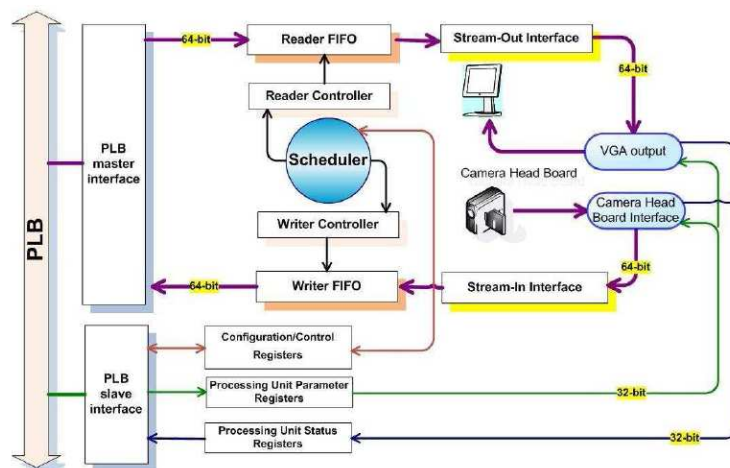 64-bit
Reader FIFO
Stream-Out Interface
64-bit
Reader Controller
PLB
master
interface
Scheduler
VGA output
Camera Head Board
Camera Head
Board Interface
Writer Controller
PLB
64-bit
64-bit
Writer FIFO
Stream-In Interface
Configuration/Control
Registers
PLB
slave
interface
Processing Unit Parameter
Registers
32-bit
Processing Unit Status
Registers
32-bit